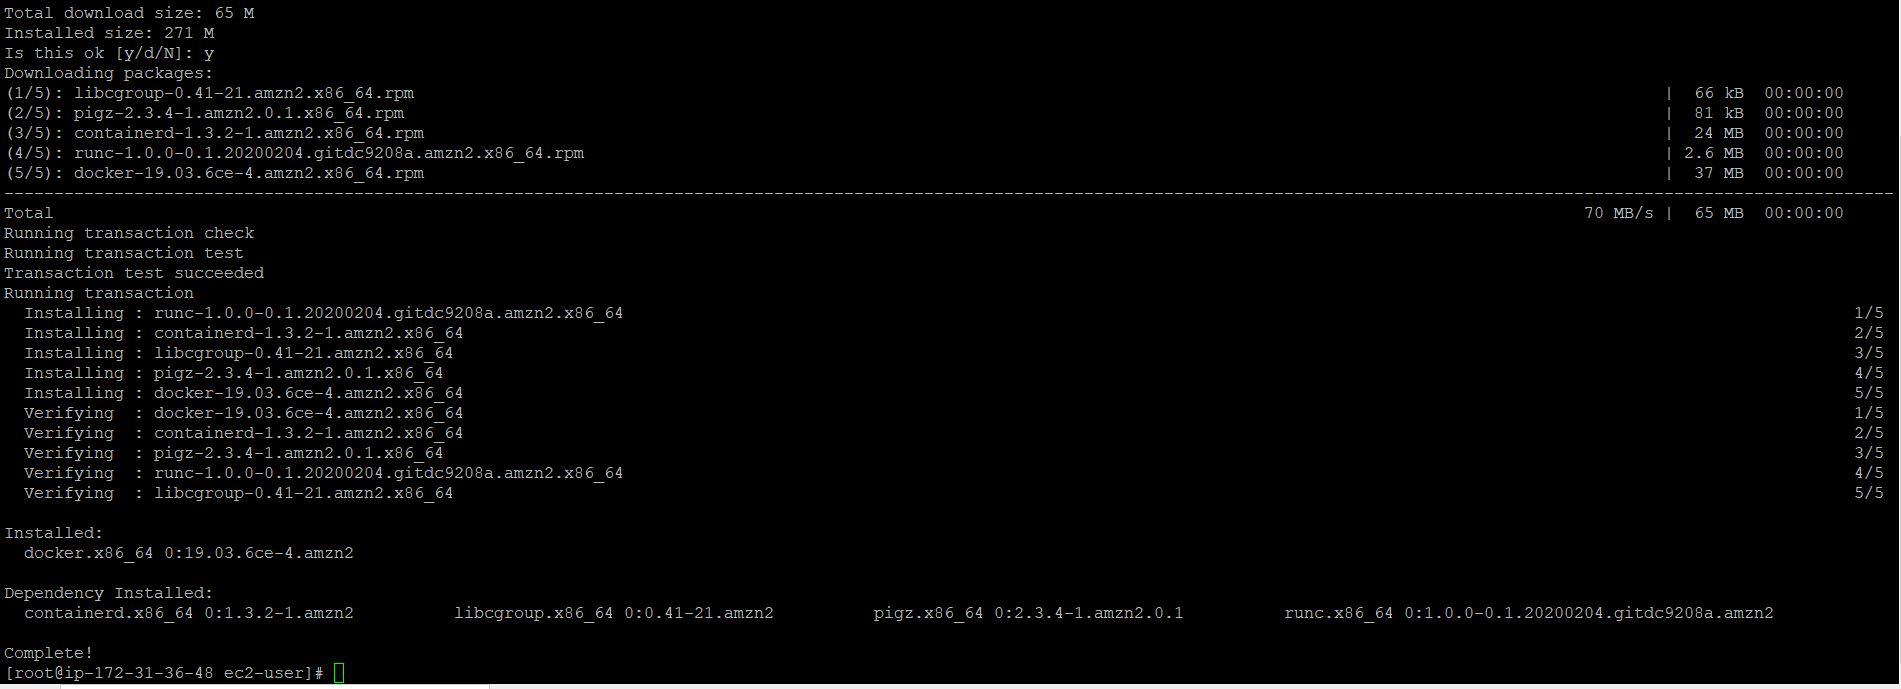 Total download size: 65 M
Installed size: 271 M
Is this ok [y/d/N]: y
Downloading packages:
(1/5): libcgroup-0.41-21.amzn2.x86_64.rpm | 66 kB 00:00:00
(2/5): pigz-2.3.4-1.amzn2.0.1.x86_64.rpm | 81 kB 00:00:00
(3/5): containerd-1.3.2-1.amzn2.x86_64.rpm | 24 MB 00:00:00
(4/5): runc-1.0.0-0.1.20200204.gitdc9208a.amzn2.x86_64.rpm | 2.6 MB 00:00:00
(5/5): docker-19.03.6ce-4.amzn2.x86_64.rpm | 37 MB 00:00:00
--------------------------------------------------------------------------------
Total 70 MB/s | 65 MB 00:00:00
Running transaction check
Running transaction test
Transaction test succeeded
Running transaction
Installing : runc-1.0.0-0.1.20200204.gitdc9208a.amzn2.x86_64 1/5
Installing : containerd-1.3.2-1.amzn2.x86_64 2/5
Installing : libcgroup-0.41-21.amzn2.x86_64 3/5
Installing : pigz-2.3.4-1.amzn2.0.1.x86_64 4/5
Installing : docker-19.03.6ce-4.amzn2.x86_64 5/5
Verifying : docker-19.03.6ce-4.amzn2.x86_64 1/5
Verifying : containerd-1.3.2-1.amzn2.x86_64 2/5
Verifying : pigz-2.3.4-1.amzn2.0.1.x86_64 3/5
Verifying : runc-1.0.0-0.1.20200204.gitdc9208a.amzn2.x86_64 4/5
Verifying : libcgroup-0.41-21.amzn2.x86_64 5/5
Installed:
docker.x86_64 0:19.03.6ce-4.amzn2
Dependency Installed:
containerd.x86_64 0:1.3.2-1.amzn2 libcgroup.x86_64 0:0.41-21.amzn2 pigz.x86_64 0:2.3.4-1.amzn2.0.1 runc.x86_64 0:1.0.0-0.1.20200204.gitdc9208a.amzn2
Complete!
[root@ip-172-31-36-48 ec2-user]#